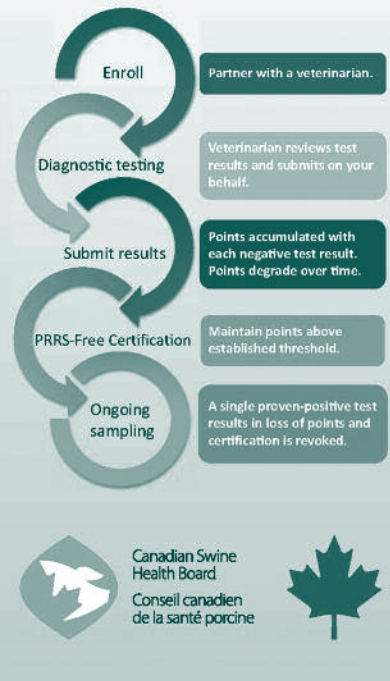 Enroll
Partner with a veterinarian.
Diagnostic testing
Veterinarian reviews test
results and submits on your
behalf.
Submit results
Points accumulated with
each negative test result.
Points degrade over time.
PRRS-Free Certification
Maintain points above
established threshold.
Ongoing
sampling
A single proven-positive test
results in loss of points and
certification is revoked.
Canadian Swine
Health Board
Conseil canadien
de la santé porcine